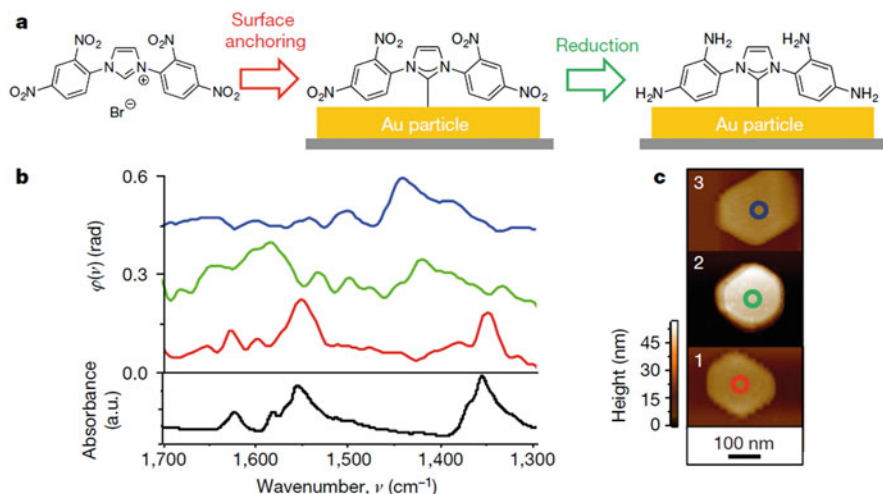 a
Surface
anchoring
Reduction
NO₂
NO₂
NO₂
NO₂
N
N
⊕
Br⊖
NO₂
NO₂
O₂N
NO₂
N
N
Au particle
NH₂
H₂N
H₂N
NH₂
N
N
Au particle
b
φ(ν) (rad)
0.6
0.3
0.0
Absorbance
(a.u.)
1,700
1,600
1,500
1,400
1,300
Wavenumber, ν (cm⁻¹)
c
3
2
1
Height (nm)
45
30
15
0
100 nm